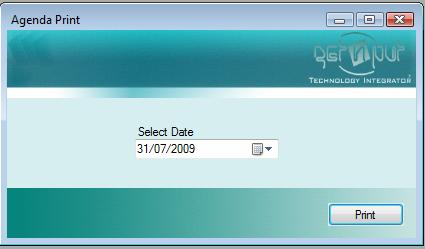 Agenda Print
TECHNOLOGY INTEGRATOR
Select Date
31/07/2009
Print